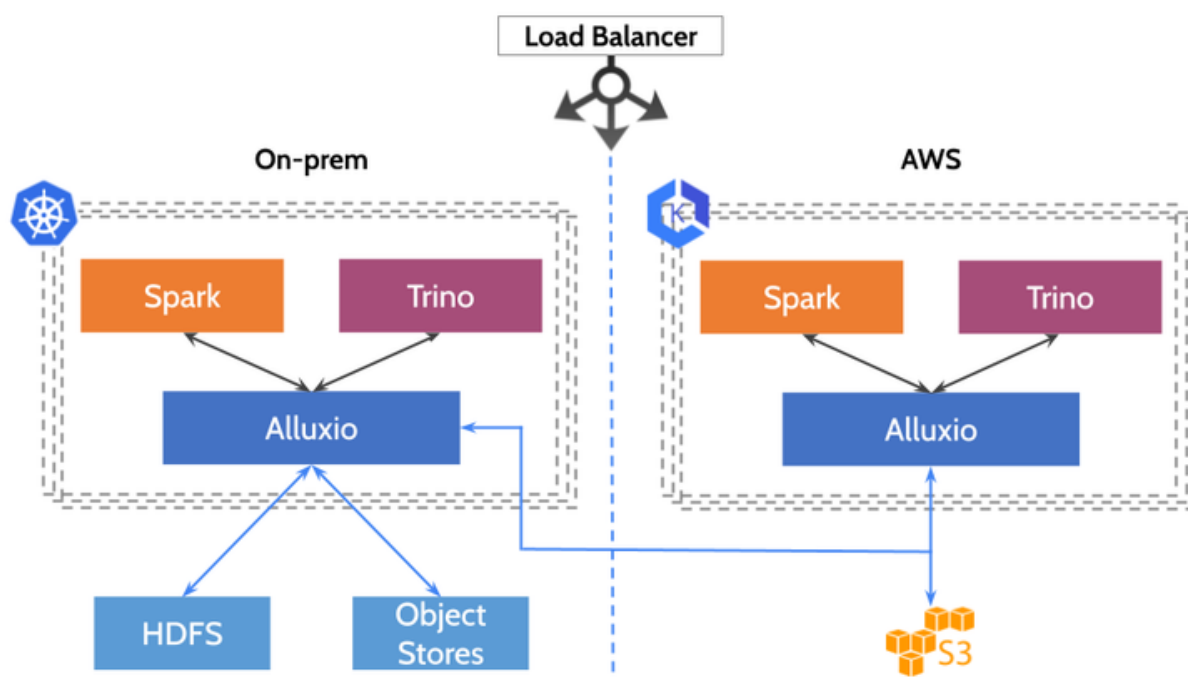 Load Balancer
On-prem
AWS
Spark
Trino
Alluxio
HDFS
Object
Stores
K
Spark
Trino
Alluxio
S3